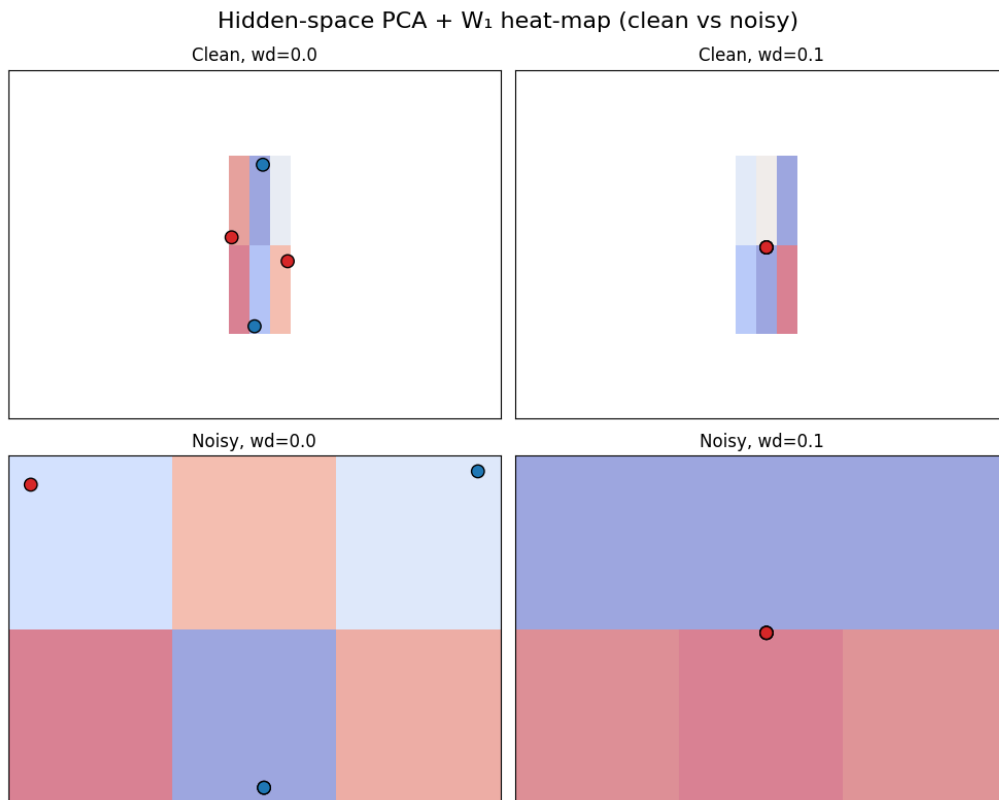 Hidden-space PCA + W₁ heat-map (clean vs noisy)
Clean, wd=0.0
Clean, wd=0.1
Noisy, wd=0.0
Noisy, wd=0.1